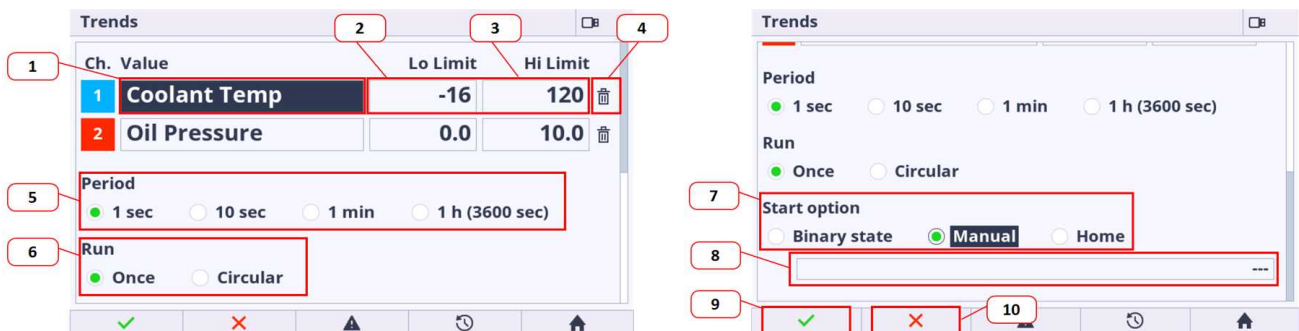 Trends
2
3
4
1
Ch. Value Lo Limit Hi Limit
1 Coolant Temp -16 120
2 Oil Pressure 0.0 10.0
5
Period
1 sec 10 sec 1 min 1 h (3600 sec)
6
Run
Once Circular
Trends
Period
1 sec 10 sec 1 min 1 h (3600 sec)
Run
Once Circular
7
Start option
Binary state Manual Home
8
---
9
10